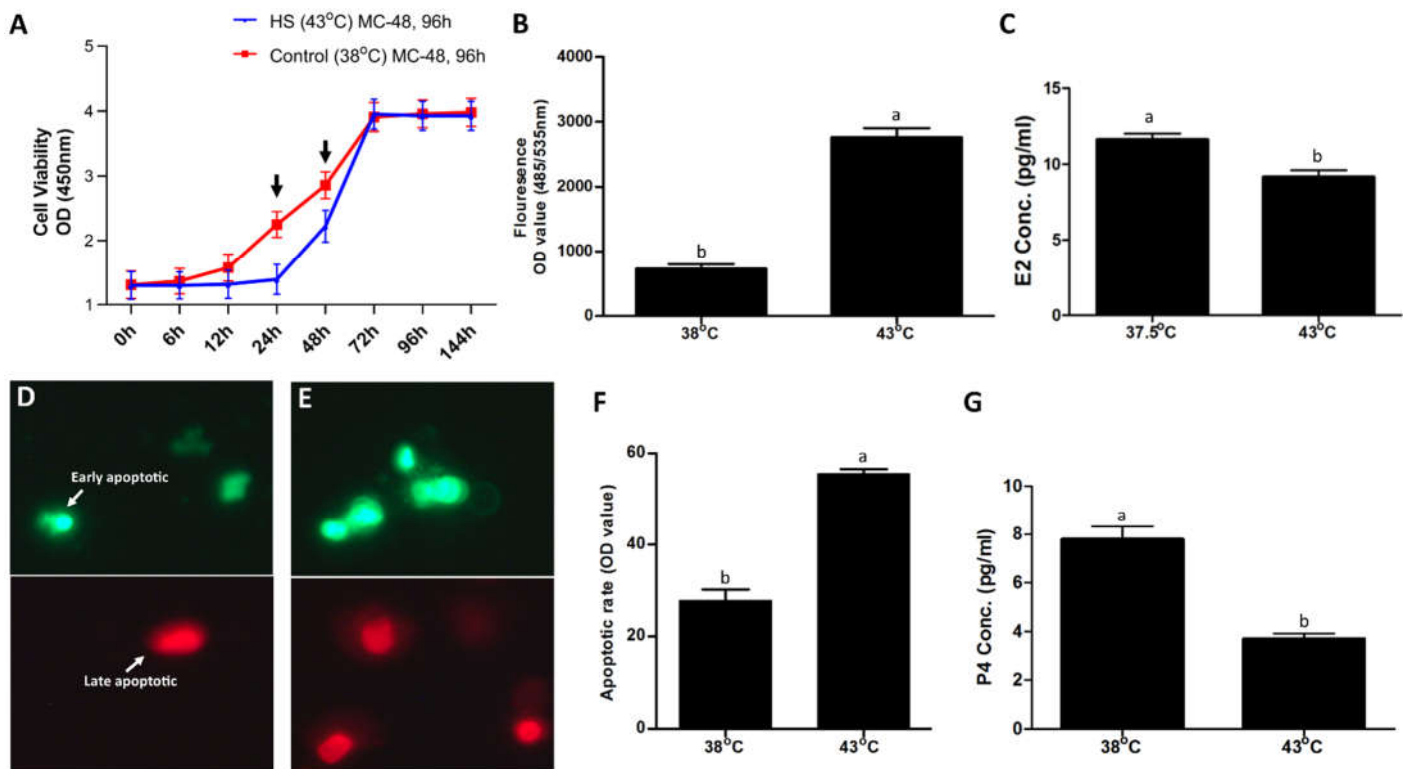 A
HS (43°C) MC-48, 96h
Control (38°C) MC-48, 96h
Cell Viability
OD (450nm)
5
4
3
2
1
0h
6h
12h
24h
48h
72h
96h
144h
B
Flouresence
OD value (485/535nm)
4000
3000
2000
1000
0
b
a
38°C
43°C
C
E2 Conc. (pg/ml)
15
10
5
0
a
b
37.5°C
43°C
D
Early apoptotic
Late apoptotic
E
F
Apoptotic rate (OD value)
60
40
20
0
b
a
38°C
43°C
G
P4 Conc. (pg/ml)
10
8
6
4
2
0
a
b
38°C
43°C